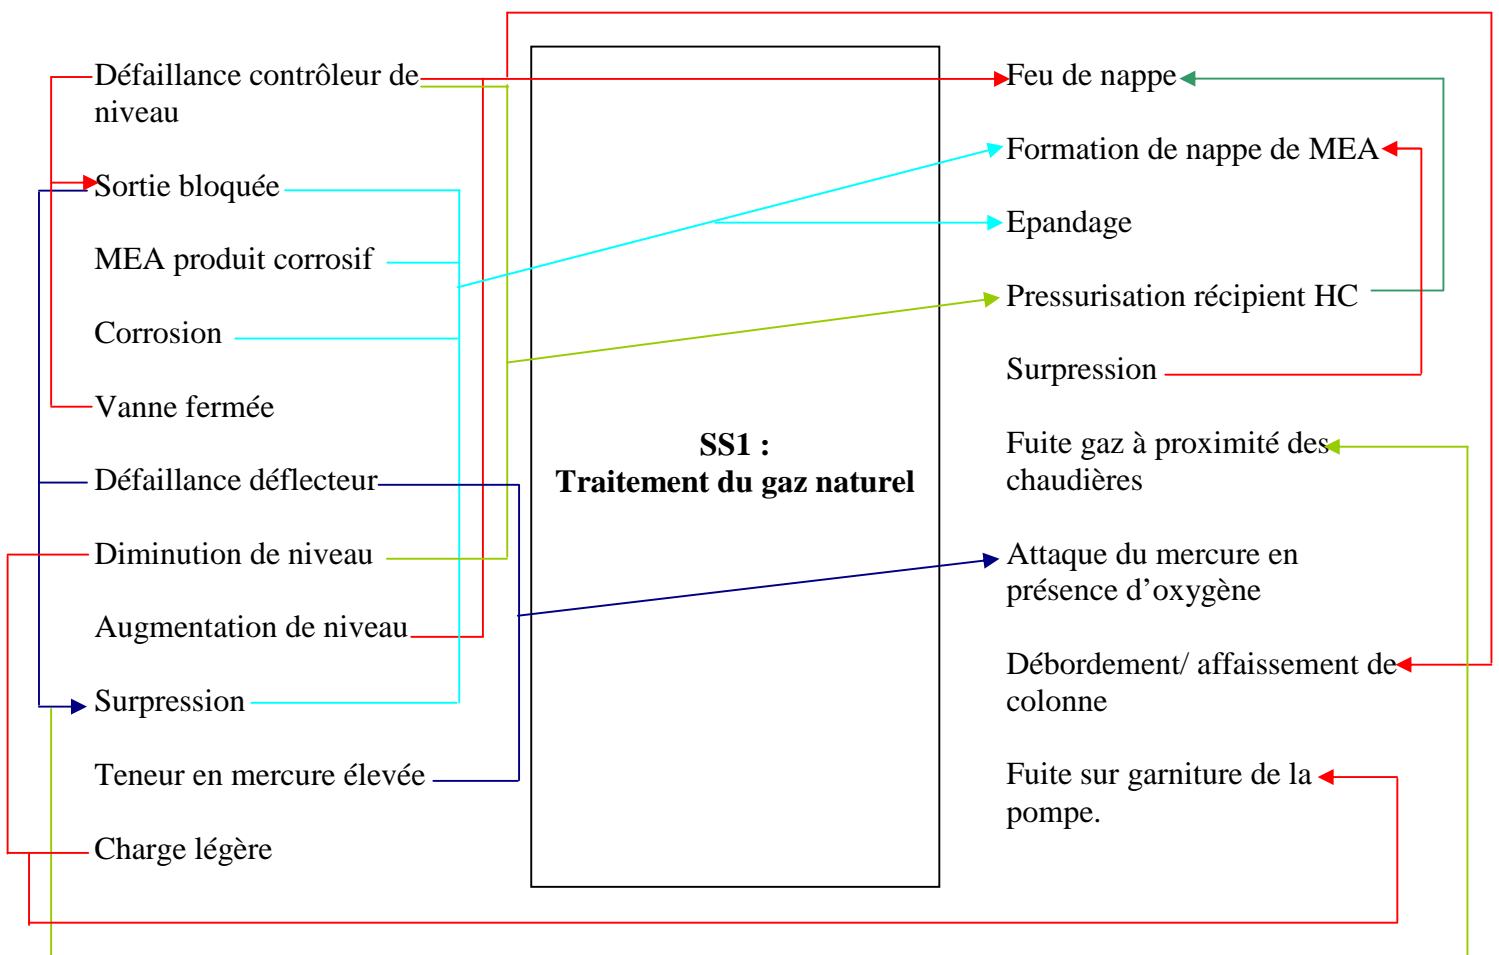 Défaillance contrôleur de
niveau
Sortie bloquée
MEA produit corrosif
Corrosion
Vanne fermée
Défaillance déflecteur
Diminution de niveau
Augmentation de niveau
Surpression
Teneur en mercure élevée
Charge légère
SS1 :
Traitement du gaz naturel
Feu de nappe
Formation de nappe de MEA
Epandage
Pressurisation récipient HC
Surpression
Fuite gaz à proximité des
chaudières
Attaque du mercure en
présence d’oxygène
Débordement/ affaissement de
colonne
Fuite sur garniture de la
pompe.